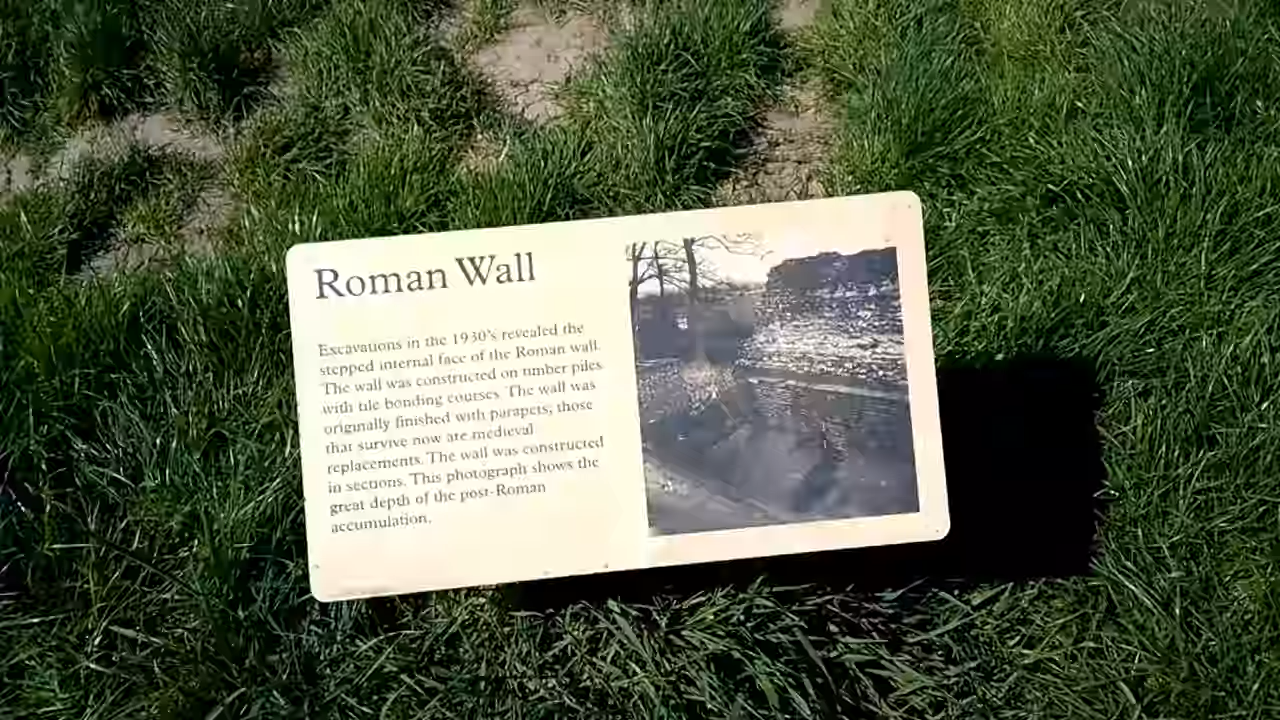 Roman Wall
Excavations in the 1930's revealed the
stepped internal face of the Roman wall.
The wall was constructed on timber piles
with tile bonding courses. The wall was
originally finished with parapets; those
that survive now are medieval
replacements. The wall was constructed
in sections. This photograph shows the
great depth of the post-Roman
accumulation.